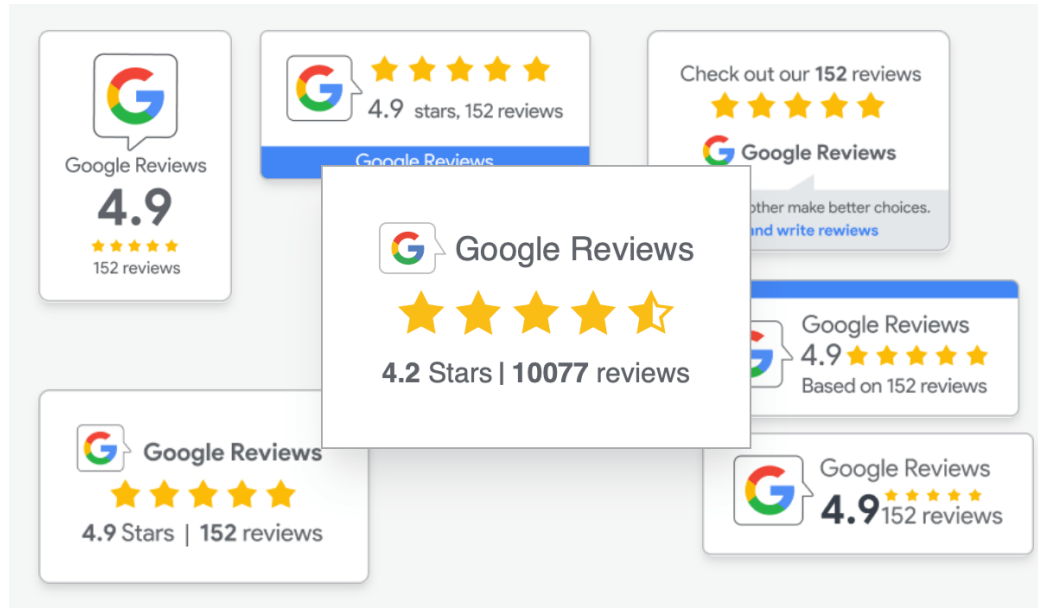 Google Reviews
4.9
152 reviews
4.9 stars, 152 reviews
Google Reviews
Check out our 152 reviews
Google Reviews
other make better choices.
and write rewiews
Google Reviews
4.2 Stars | 10077 reviews
Google Reviews
4.9
Based on 152 reviews
Google Reviews
4.9 Stars | 152 reviews
Google Reviews
4.9 152 reviews